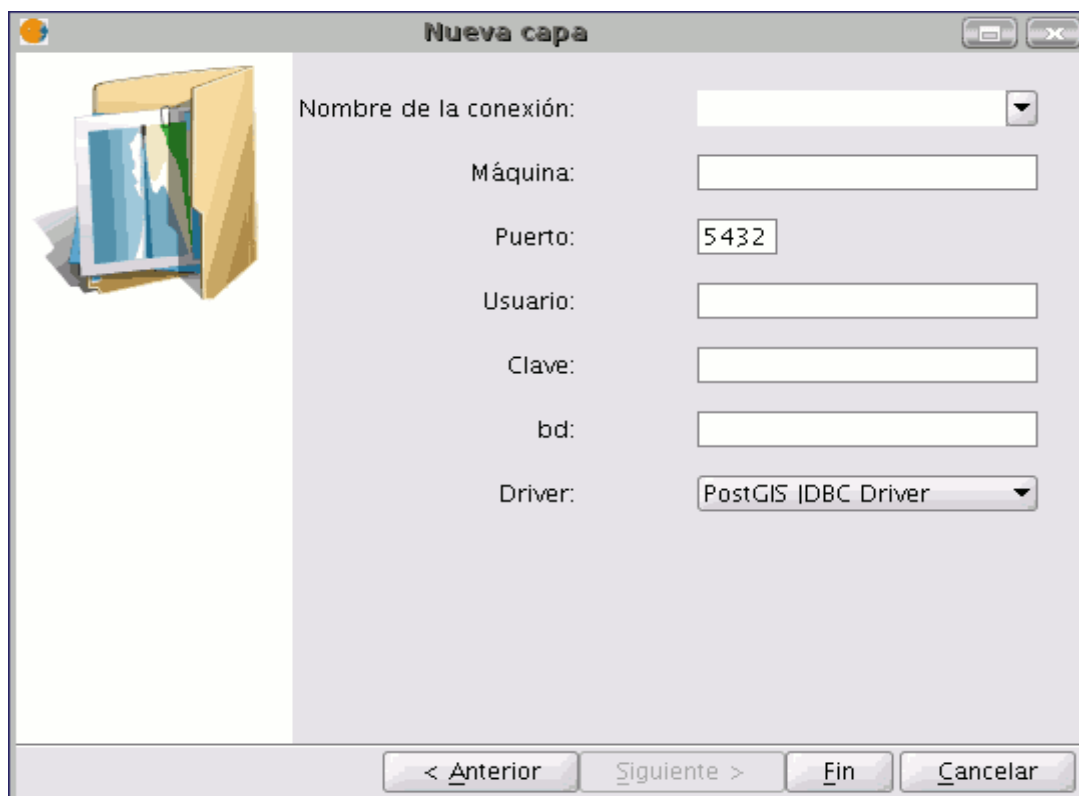 Nueva capa
Nombre de la conexión:
Máquina:
Puerto: 5432
Usuario:
Clave:
bd:
Driver: PostGIS JDBC Driver
< Anterior Siguiente > Fin Cancelar